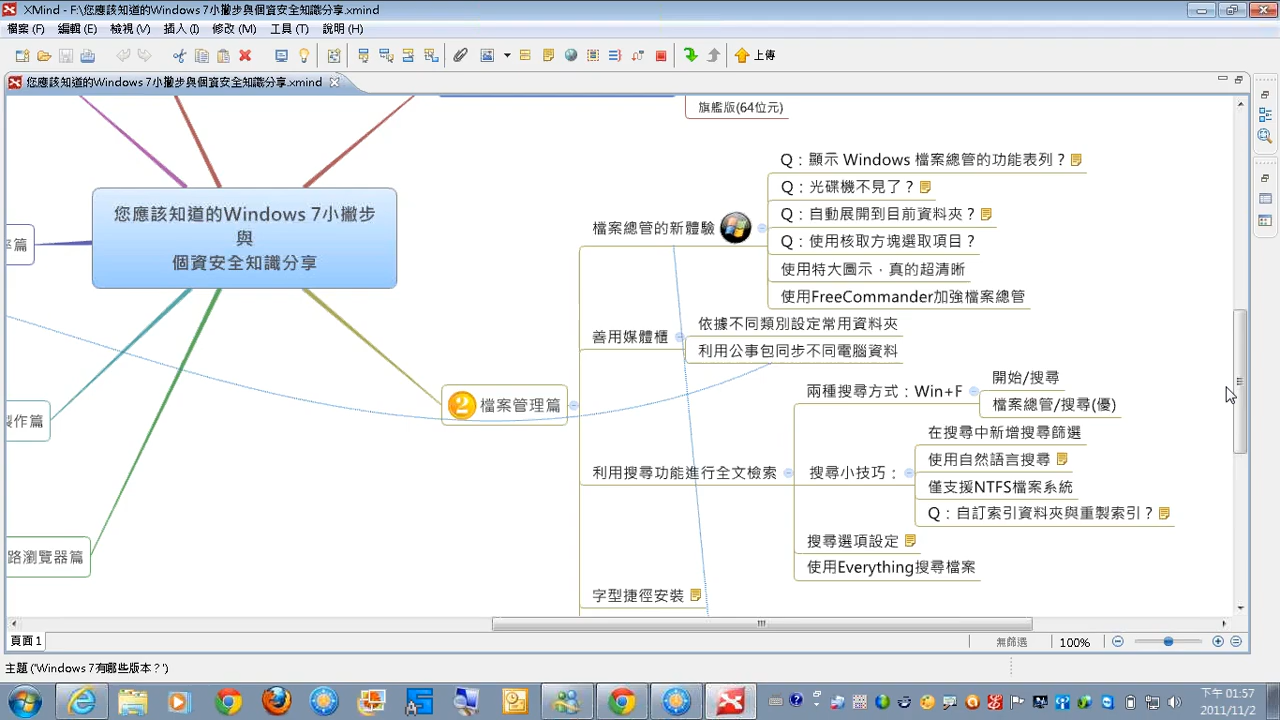 XMind - F:\您應該知道的Windows 7小撇步與個資安全知識分享.xmind
檔案 (F) 編輯 (E) 檢視 (V) 插入 (I) 修改 (M) 工具 (T) 說明 (H)
上傳
您應該知道的Windows 7小撇步與個資安全知識分享.xmind
旗艦版(64位元)
Q：顯示 Windows 檔案總管的功能表列？
Q：光碟機不見了？
Q：自動展開到目前資料夾？
Q：使用核取方塊選取項目？
使用特大圖示，真的超清晰
使用FreeCommander加強檔案總管
檔案總管的新體驗
您應該知道的Windows 7小撇步
與
個資安全知識分享
篇
善用媒體櫃
依據不同類別設定常用資料夾
利用公事包同步不同電腦資料
2 檔案管理篇
兩種搜尋方式：Win+F
開始/搜尋
檔案總管/搜尋(優)
製作篇
利用搜尋功能進行全文檢索
搜尋小技巧：
在搜尋中新增搜尋篩選
使用自然語言搜尋
僅支援NTFS檔案系統
Q：自訂索引資料夾與重製索引？
搜尋選項設定
使用Everything搜尋檔案
路瀏覽器篇
字型捷徑安裝
頁面 1
無篩選
100%
主題 ('Windows 7有哪些版本？')
下午 01:57
2011/11/2